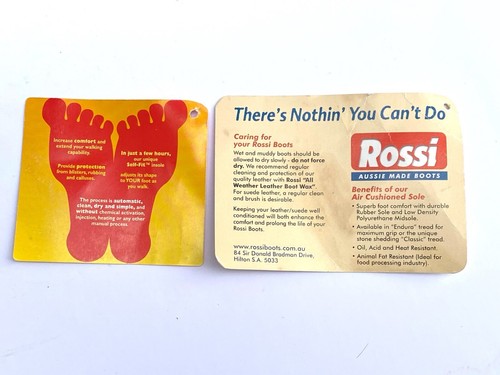 Increase comfort and
extend your walking
capability.
Provide protection
from blisters, rubbing
and calluses.
In just a few hours,
our unique
insole
adjusts its shape
to YOUR foot as
you walk.
The process is automatic,
clean, dry and simple, and
without chemical activation,
injection, heating or any other
manual process
There's Nothin' You Can't Do
Caring for
your Rossi Boots
Wet and muddy boots should be
allowed to dry slowly - do not force
dry. We recommend regular
cleaning and protection of our
quality leather with Rossi "All
Weather Leather Boot Wax".
For suede leather, a regular clean
and brush is desirable.
Keeping your leather/suede well
conditioned will both enhance the
comfort and prolong the life of your
Rossi Boots.
www.rossiboots.com.au
84 Sir Donald Bradman Drive,
Hilton S.A. 5033
Rossi
AUSSIE MADE BOOTS
Benefits of our
Air Cushioned Sole
• Superb foot comfort with durable
Rubber Sole and Low Density
Polyurethane Midsole.
• Available in "Endura" tread for
maximum grip or the unique
stone shedding "Classic" tread.
• Oil, Acid and Heat Resistant.
• Animal Fat Resistant (Ideal for
food processing industry).